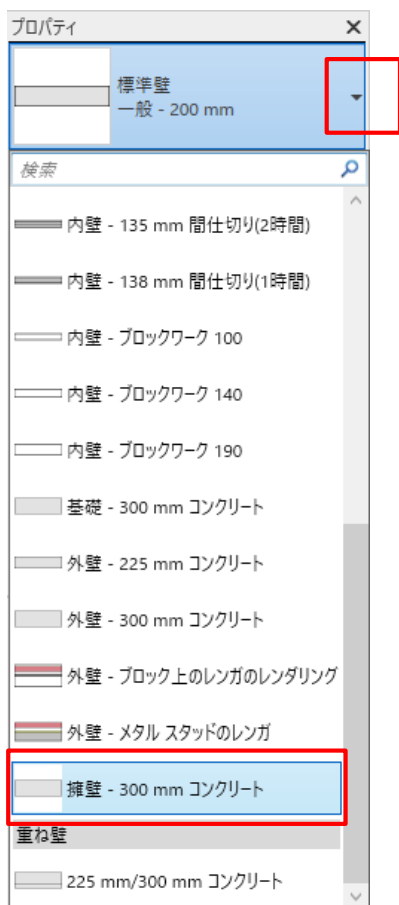 プロパティ
標準壁
一般 - 200 mm
検索
内壁 - 135 mm 間仕切り(2時間)
内壁 - 138 mm 間仕切り(1時間)
内壁 - ブロックワーク 100
内壁 - ブロックワーク 140
内壁 - ブロックワーク 190
基礎 - 300 mm コンクリート
外壁 - 225 mm コンクリート
外壁 - 300 mm コンクリート
外壁 - ブロック上のレンガのレンダリング
外壁 - メタル スタッドのレンガ
擁壁 - 300 mm コンクリート
重ね壁
225 mm/300 mm コンクリート